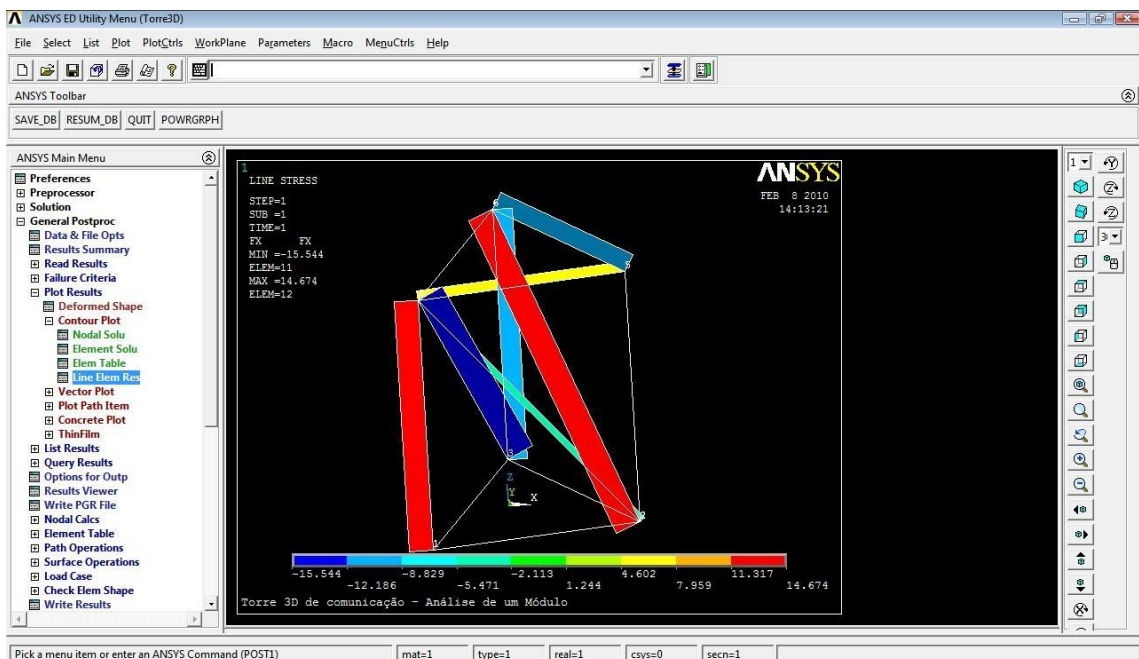 ANSYS ED Utility Menu (Torre3D)
File Select List Plot PlotCtrls WorkPlane Parameters Macro MenuCtrls Help
ANSYS Toolbar
SAVE_DB RESUM_DB QUIT POWRGRPH
ANSYS Main Menu
Preferences
Preprocessor
Solution
General Postproc
Data & File Opts
Results Summary
Read Results
Failure Criteria
Plot Results
Deformed Shape
Contour Plot
Nodal Solu
Element Solu
Elem Table
Line Elem Res
Vector Plot
Plot Path Item
Concrete Plot
ThinFilm
List Results
Query Results
Options for Outp
Results Viewer
Write PGR File
Nodal Calcs
Element Table
Path Operations
Surface Operations
Load Case
Check Elem Shape
Write Results
1
LINE STRESS
STEP=1
SUB =1
TIME=1
FX FX
MIN =-15.544
ELEM=11
MAX =14.674
ELEM=12
ANSYS
FEB 8 2010
14:13:21
6
5
3
Z
Y
X
2
1
-15.544 -8.829 -2.113 4.602 11.317
-12.186 -5.471 1.244 7.959 14.674
Torre 3D de comunicação - Análise de um Módulo
1
Pick a menu item or enter an ANSYS Command (POST1) mat=1 type=1 real=1 csys=0 secn=1